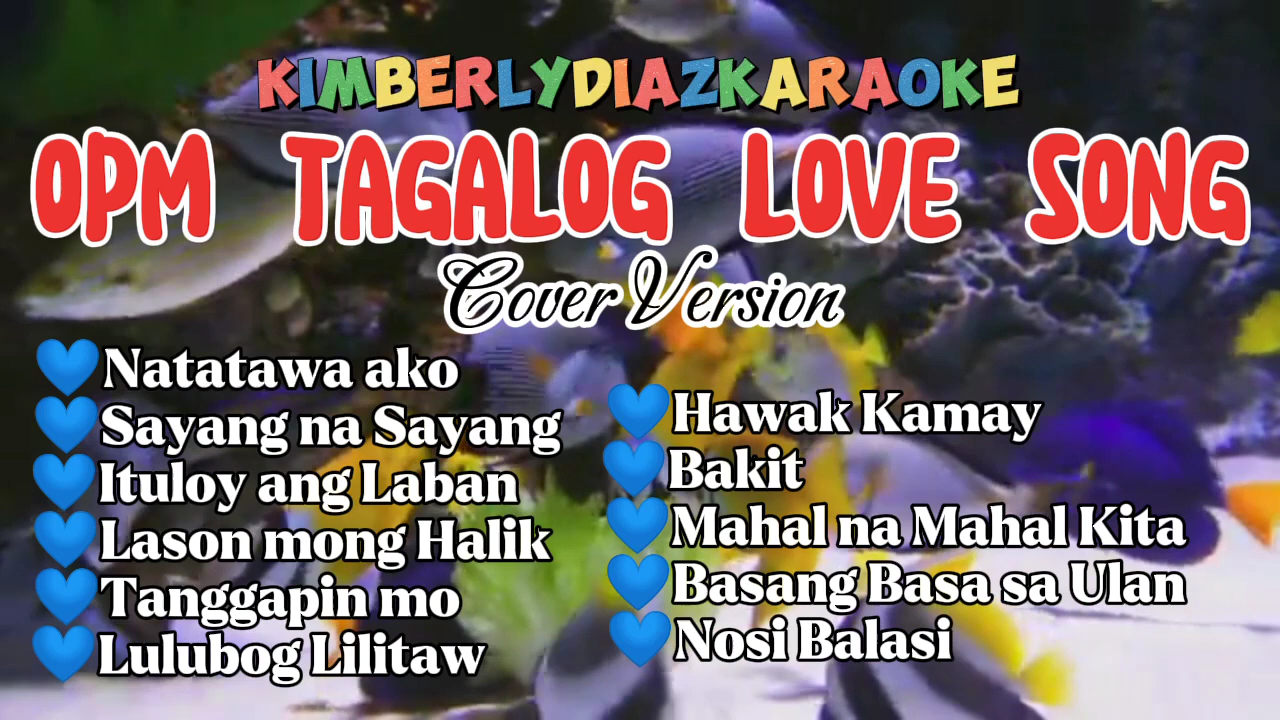 KIMBERLYDIAZKARAOKE
OPM TAGALOG LOVE SONG
Cover Version
💙Natatawa ako
💙Sayang na Sayang
💙Ituloy ang Laban
💙Lason mong Halik
💙Tanggapin mo
💙Lulubog Lilitaw
💙Hawak Kamay
💙Bakit
💙Mahal na Mahal Kita
💙Basang Basa sa Ulan
💙Nosi Balasi